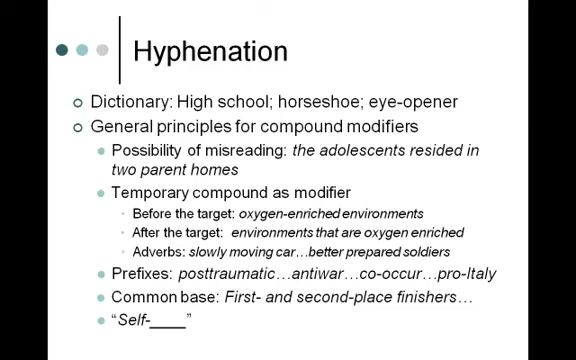 Hyphenation
Dictionary: High school; horseshoe; eye-opener
General principles for compound modifiers
Possibility of misreading: the adolescents resided in
two parent homes
Temporary compound as modifier
Before the target: oxygen-enriched environments
After the target: environments that are oxygen enriched
Adverbs: slowly moving car…better prepared soldiers
Prefixes: posttraumatic…antiwar…co-occur…pro-Italy
Common base: First- and second-place finishers…
“Self-____”